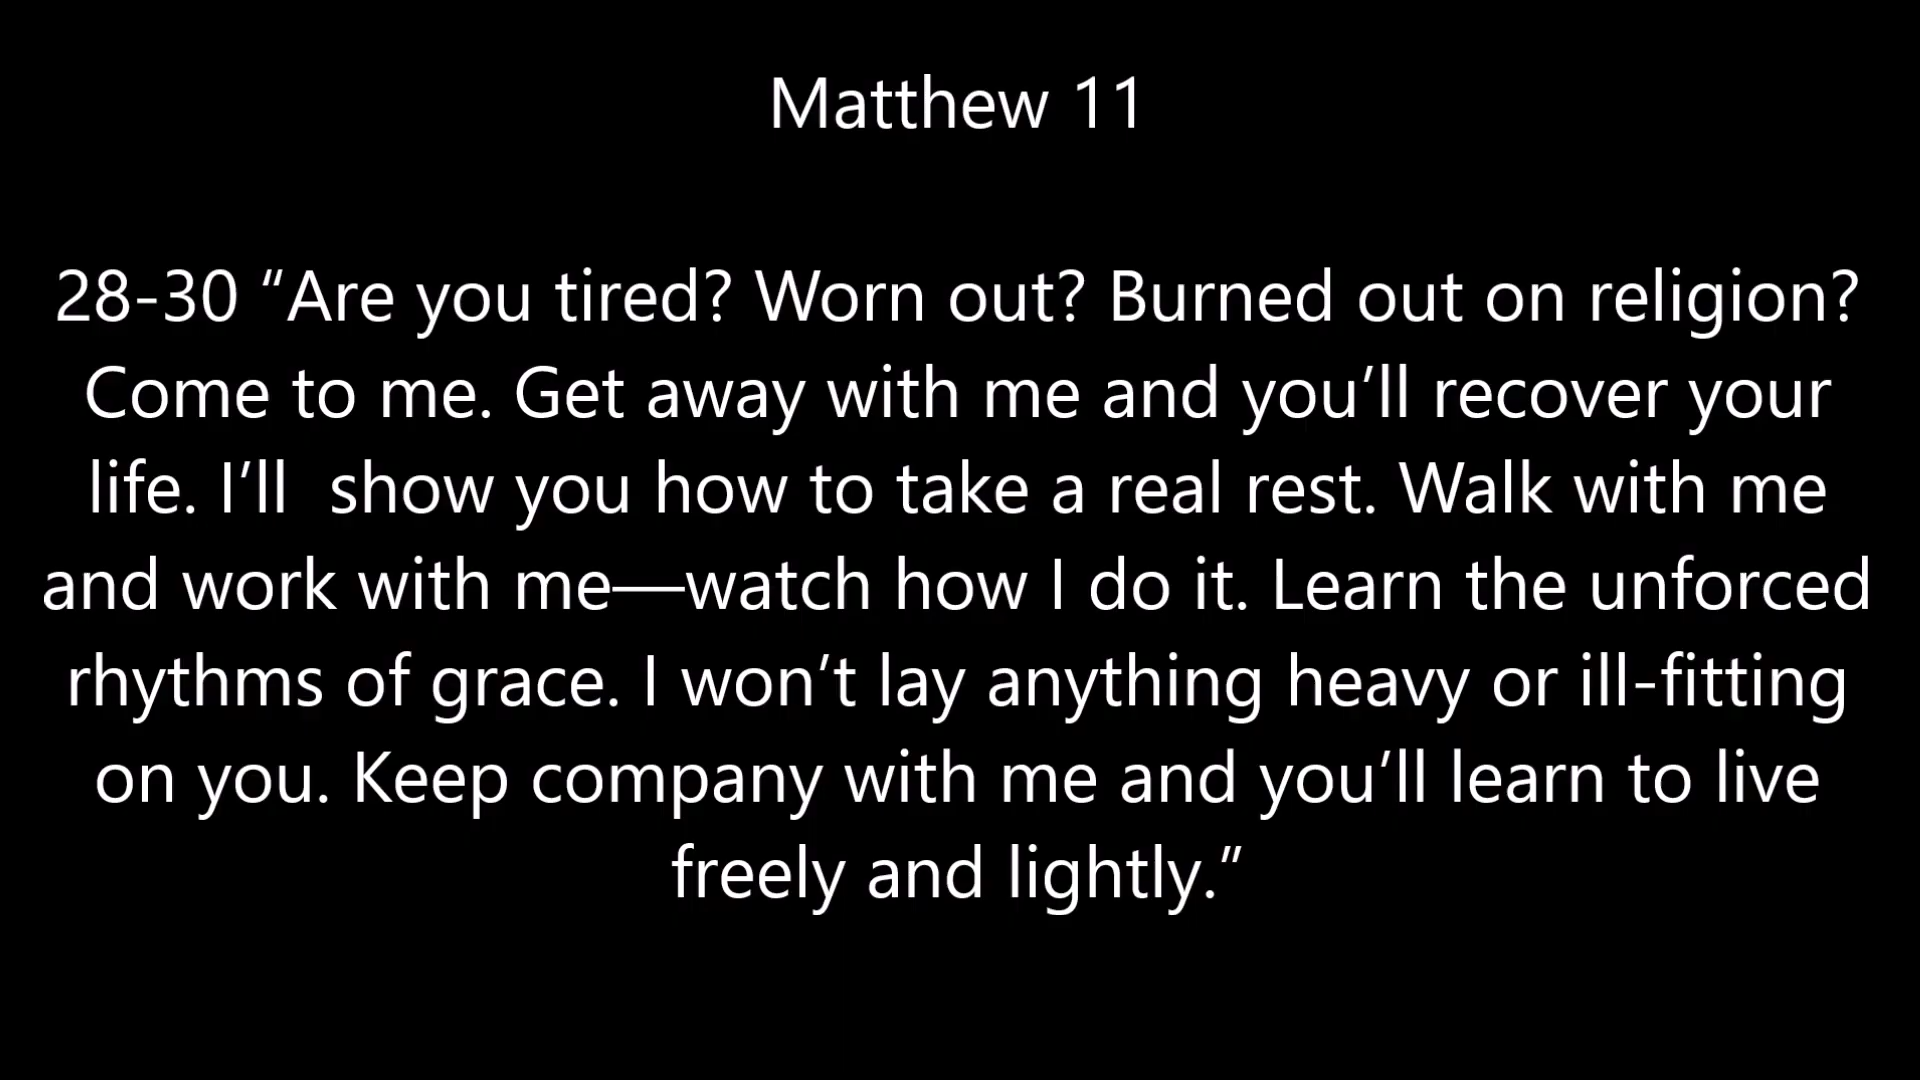 Matthew 11
28-30 “Are you tired? Worn out? Burned out on religion?
Come to me. Get away with me and you’ll recover your
life. I’ll  show you how to take a real rest. Walk with me
and work with me—watch how I do it. Learn the unforced
rhythms of grace. I won’t lay anything heavy or ill-fitting
on you. Keep company with me and you’ll learn to live
freely and lightly.”